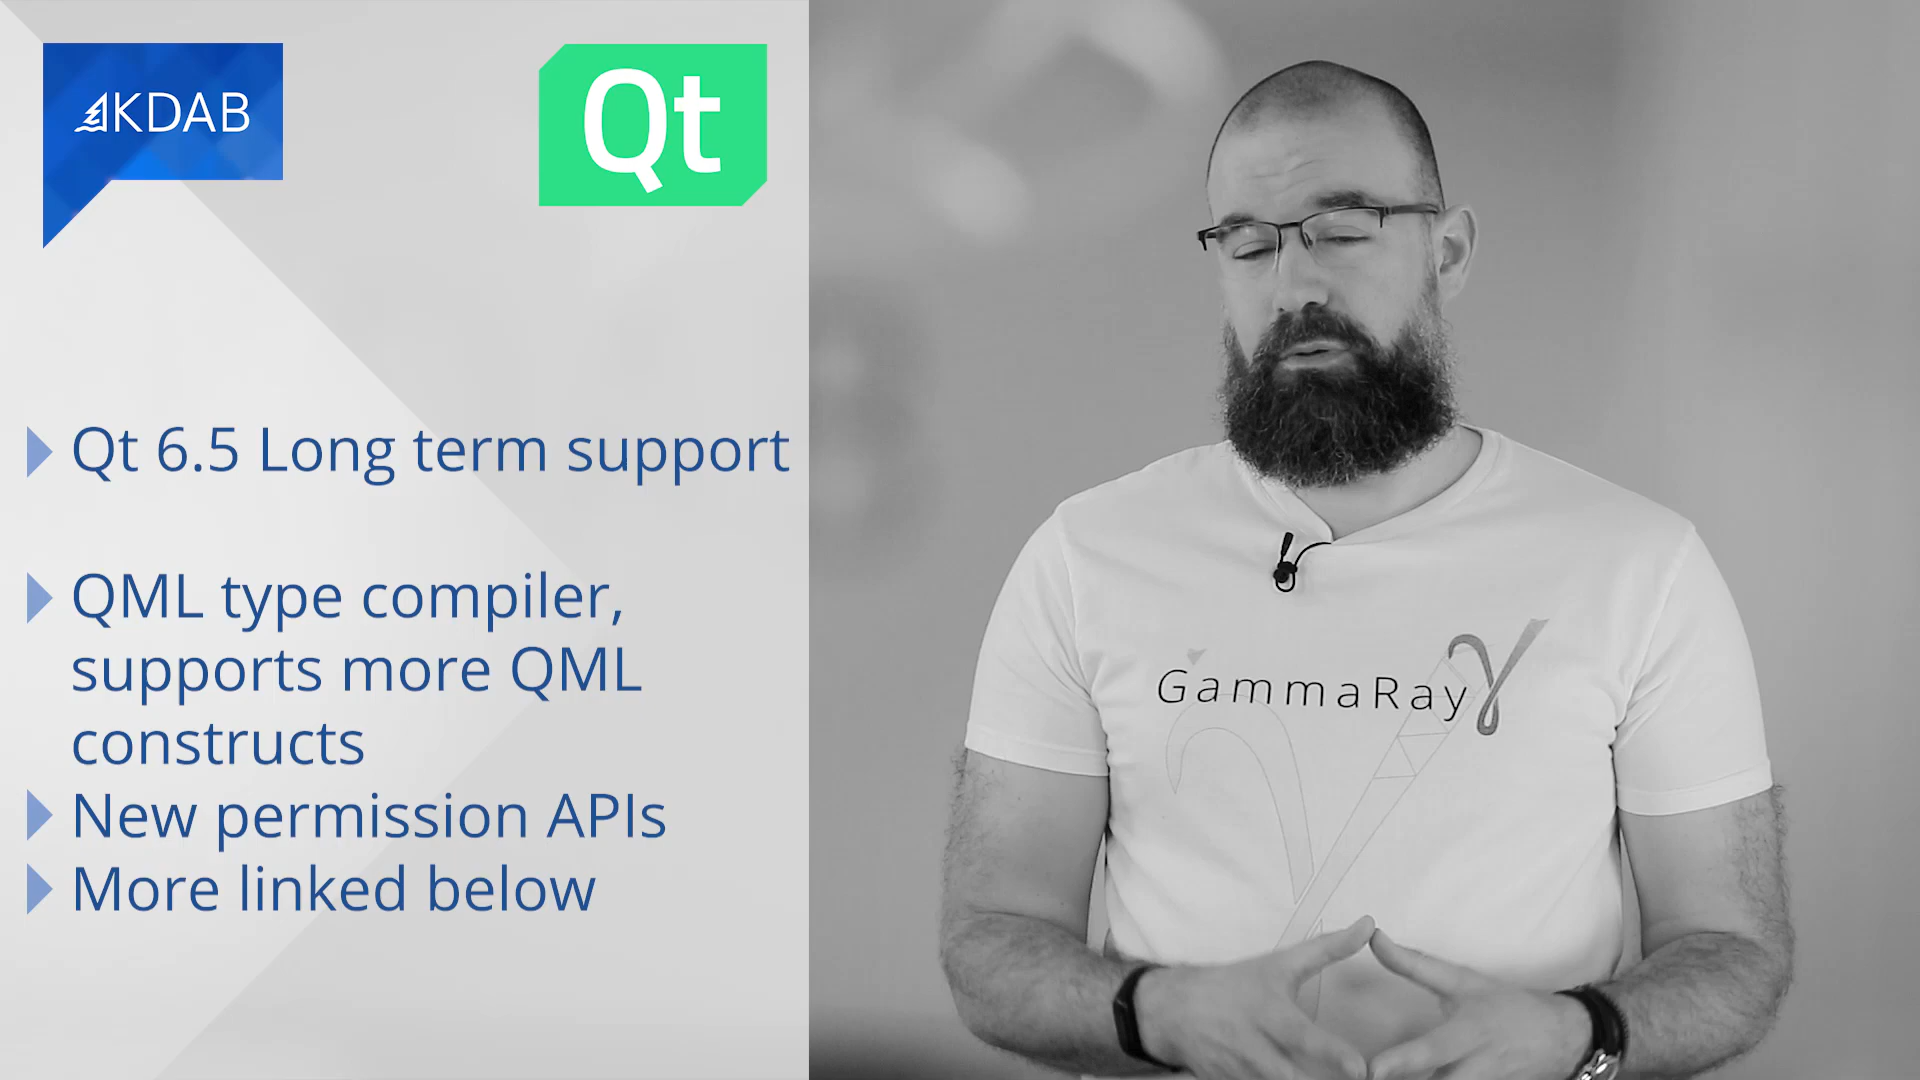 KDAB
Qt
Qt 6.5 Long term support
QML type compiler,
supports more QML
constructs
New permission APIs
More linked below
GammaRay
γ